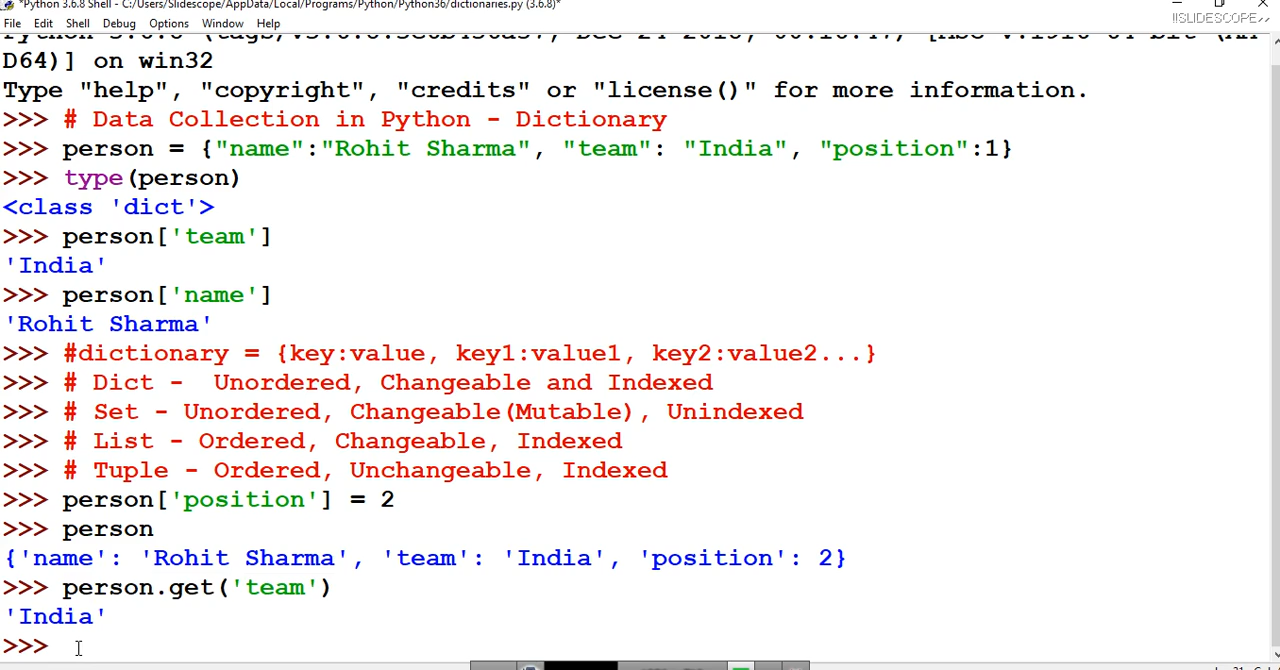 *Python 3.6.8 Shell - C:/Users/Slidescope/AppData/Local/Programs/Python/Python36/dictionaries.py (3.6.8)*
File Edit Shell Debug Options Window Help
!!SLIDESCOPE
D64)] on win32
Type "help", "copyright", "credits" or "license()" for more information.
>>> # Data Collection in Python - Dictionary
>>> person = {"name":"Rohit Sharma", "team": "India", "position":1}
>>> type(person)
<class 'dict'>
>>> person['team']
'India'
>>> person['name']
'Rohit Sharma'
>>> #dictionary = {key:value, key1:value1, key2:value2...}
>>> # Dict -  Unordered, Changeable and Indexed
>>> # Set - Unordered, Changeable(Mutable), Unindexed
>>> # List - Ordered, Changeable, Indexed
>>> # Tuple - Ordered, Unchangeable, Indexed
>>> person['position'] = 2
>>> person
{'name': 'Rohit Sharma', 'team': 'India', 'position': 2}
>>> person.get('team')
'India'
>>>